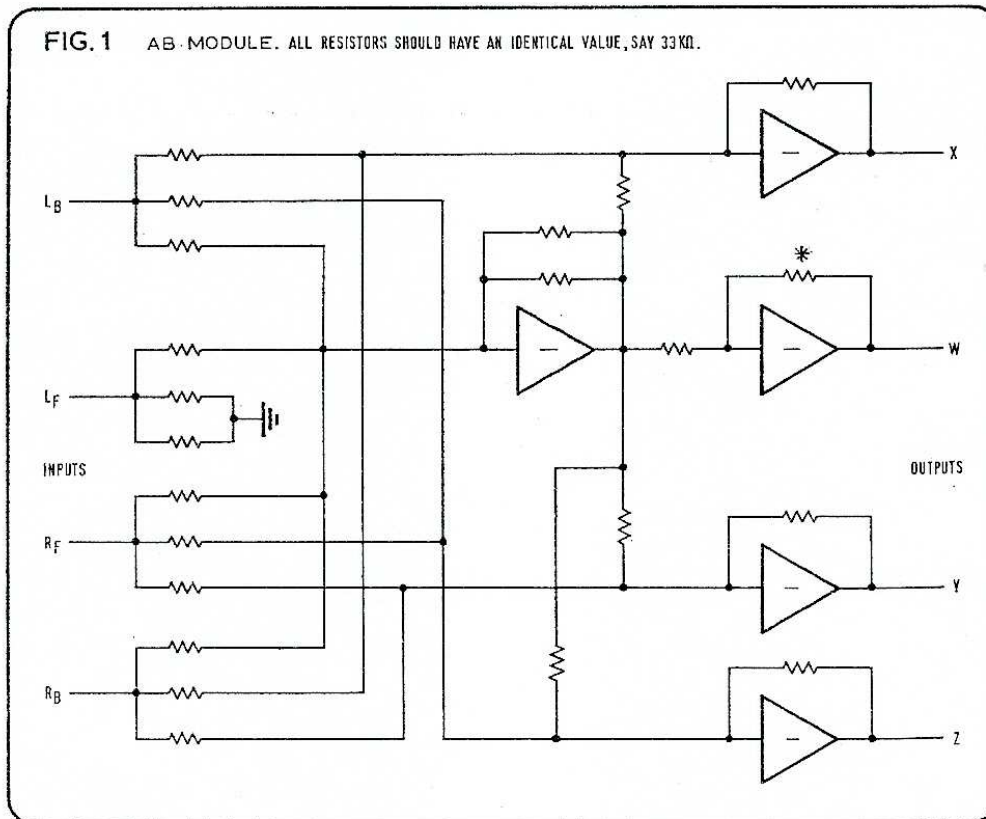 FIG. 1 AB·MODULE. ALL RESISTORS SHOULD HAVE AN IDENTICAL VALUE, SAY 33KΩ.
X
L_B
*
W
L_F
INPUTS
OUTPUTS
R_F
Y
R_B
Z